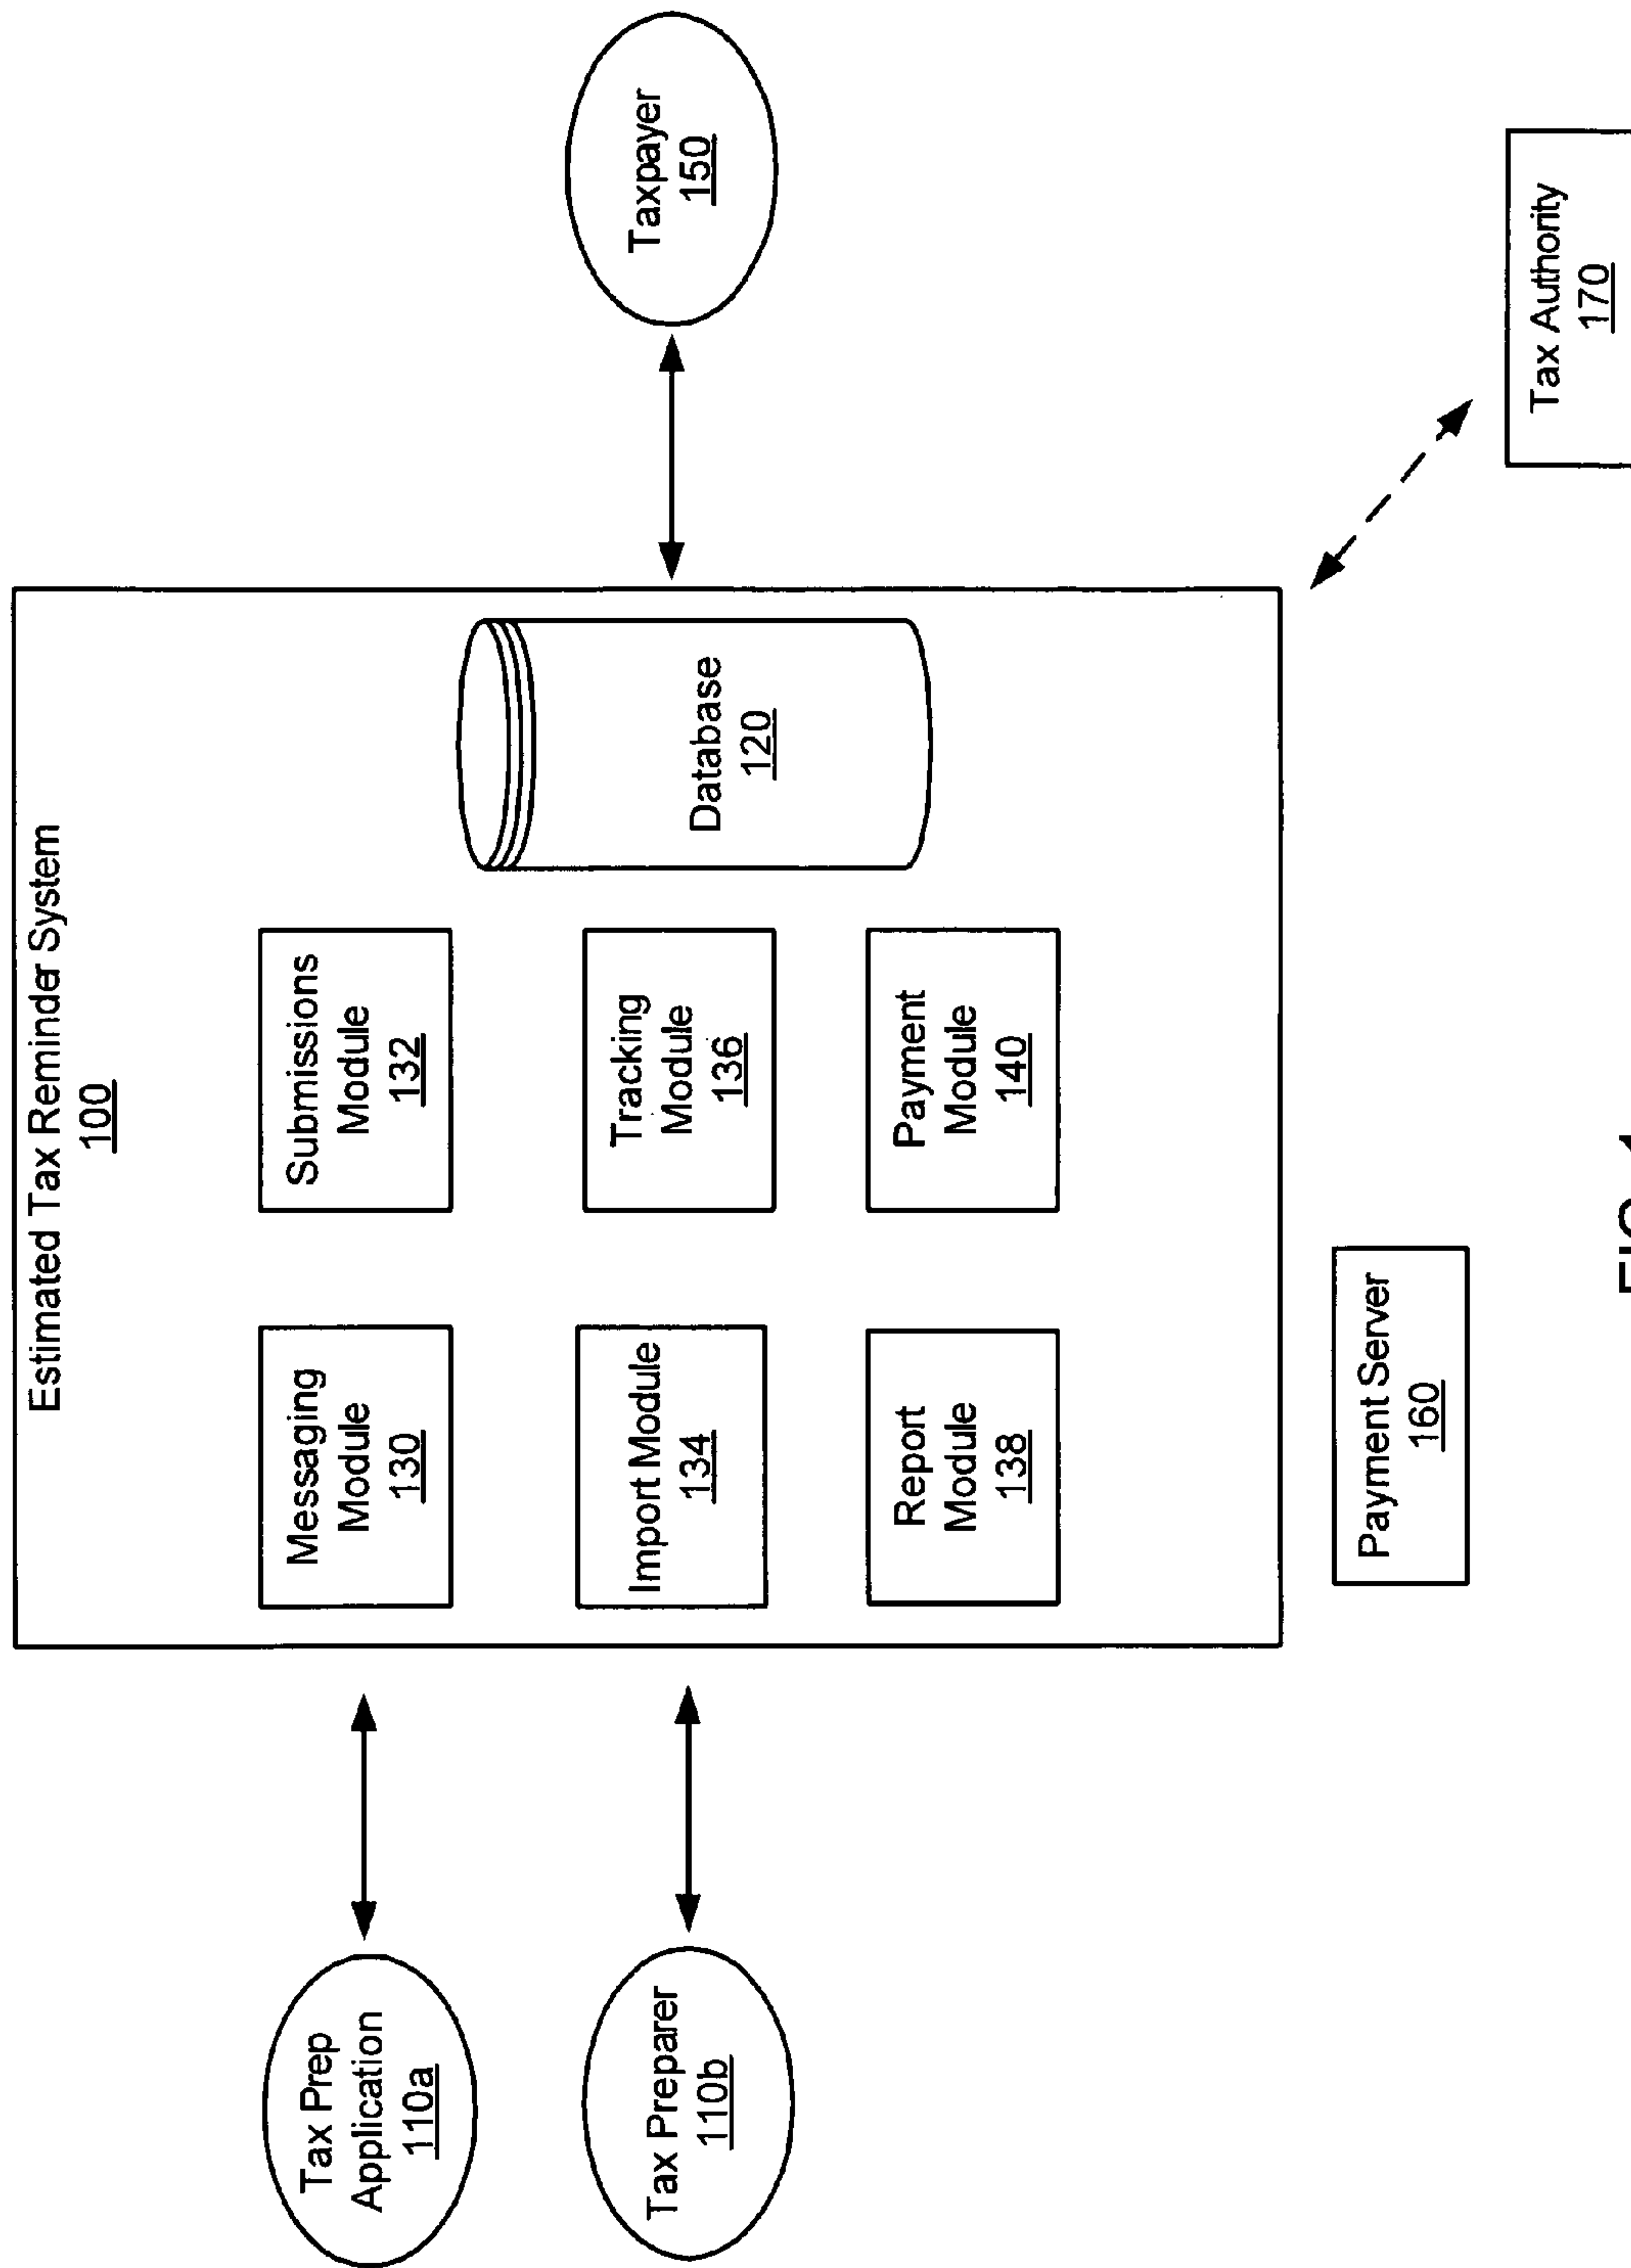 Estimated Tax Reminder System
100
Tax Prep
Application
110a
Tax Preparer
110b
Messaging
Module
130
Submissions
Module
132
Import Module
134
Tracking
Module
136
Report
Module
138
Payment
Module
140
Database
120
Taxpayer
150
Payment Server
160
Tax Authority
170